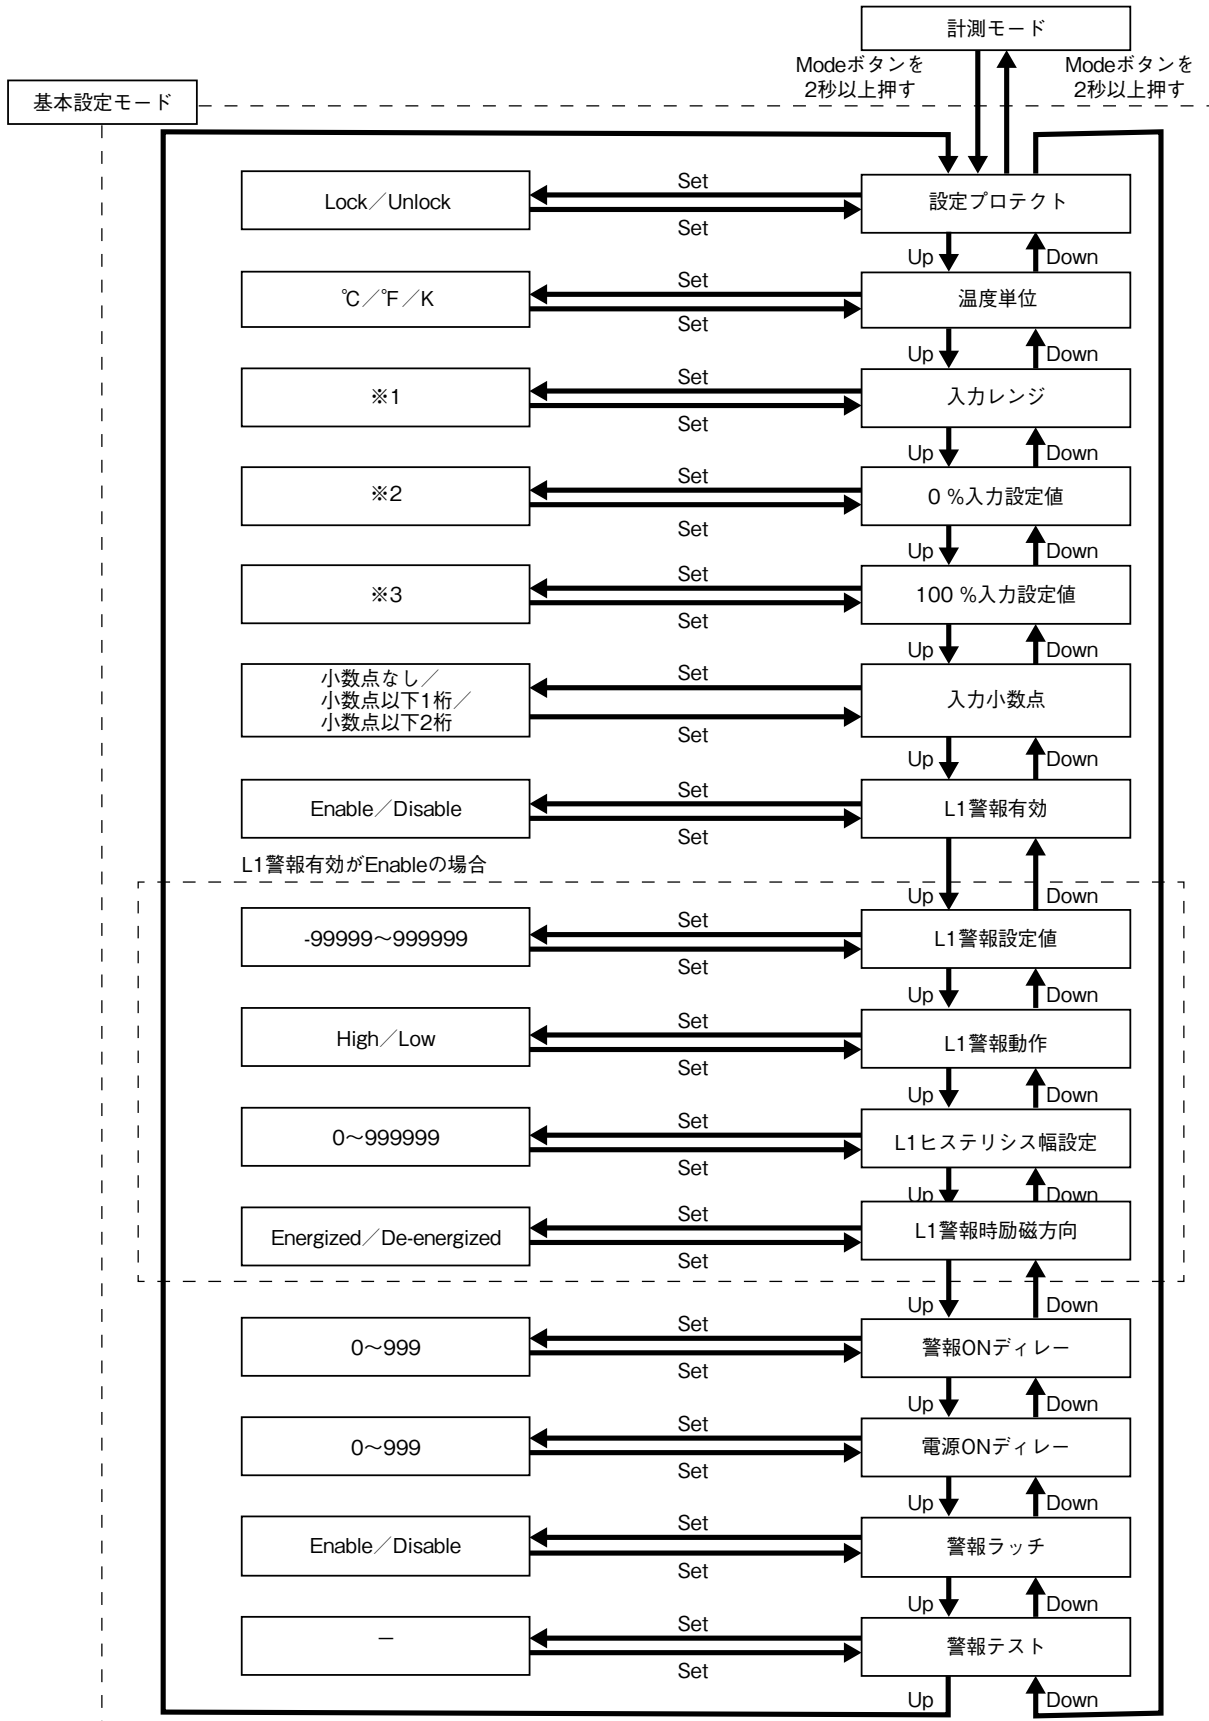 計測モード
Modeボタンを
2秒以上押す
Modeボタンを
2秒以上押す
基本設定モード
Lock／Unlock
Set
Set
設定プロテクト
Up
Down
℃／℉／K
Set
Set
温度単位
Up
Down
※1
Set
Set
入力レンジ
Up
Down
※2
Set
Set
0 %入力設定値
Up
Down
※3
Set
Set
100 %入力設定値
Up
Down
小数点なし／
小数点以下1桁／
小数点以下2桁
Set
Set
入力小数点
Up
Down
Enable／Disable
Set
Set
L1警報有効
L1警報有効がEnableの場合
Up
Down
-99999～999999
Set
Set
L1警報設定値
Up
Down
High／Low
Set
Set
L1警報動作
Up
Down
0～999999
Set
Set
L1ヒステリシス幅設定
Up
Down
Energized／De-energized
Set
Set
L1警報時励磁方向
Up
Down
0～999
Set
Set
警報ONディレー
Up
Down
0～999
Set
Set
電源ONディレー
Up
Down
Enable／Disable
Set
Set
警報ラッチ
Up
Down
－
Set
Set
警報テスト
Up
Down